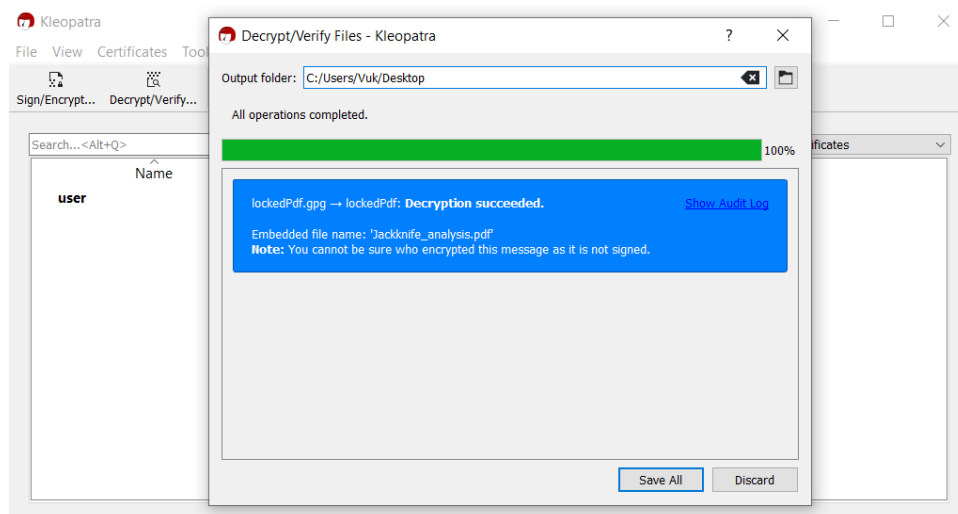 Kleopatra
File View Certificates Tool
Sign/Encrypt... Decrypt/Verify...
Search...<Alt+Q>
Name
user
ificates
Decrypt/Verify Files - Kleopatra
?
Output folder: C:/Users/Vuk/Desktop
All operations completed.
100%
lockedPdf.gpg → lockedPdf: Decryption succeeded. Show Audit Log
Embedded file name: 'Jackknife_analysis.pdf'
Note: You cannot be sure who encrypted this message as it is not signed.
Save All Discard